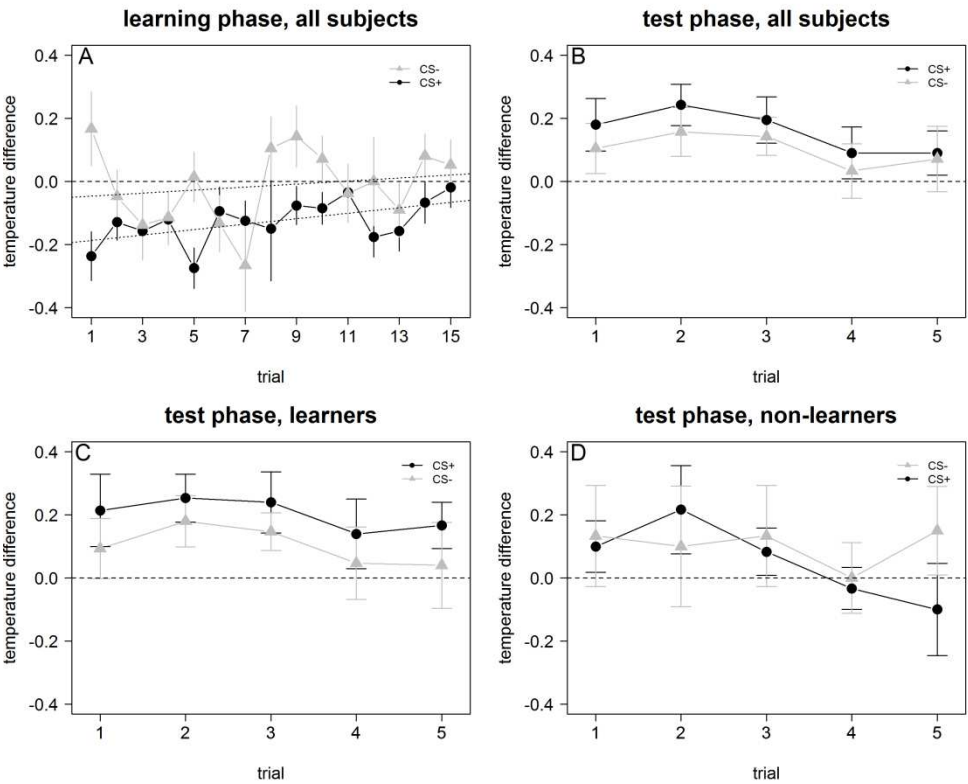 learning phase, all subjects
A
CS-
CS+
temperature difference
0.4
0.2
0.0
-0.2
-0.4
1 3 5 7 9 11 13 15
trial
test phase, all subjects
B
CS+
CS-
temperature difference
0.4
0.2
0.0
-0.2
-0.4
1 2 3 4 5
trial
test phase, learners
C
CS+
CS-
temperature difference
0.4
0.2
0.0
-0.2
-0.4
1 2 3 4 5
trial
test phase, non-learners
D
CS-
CS+
temperature difference
0.4
0.2
0.0
-0.2
-0.4
1 2 3 4 5
trial